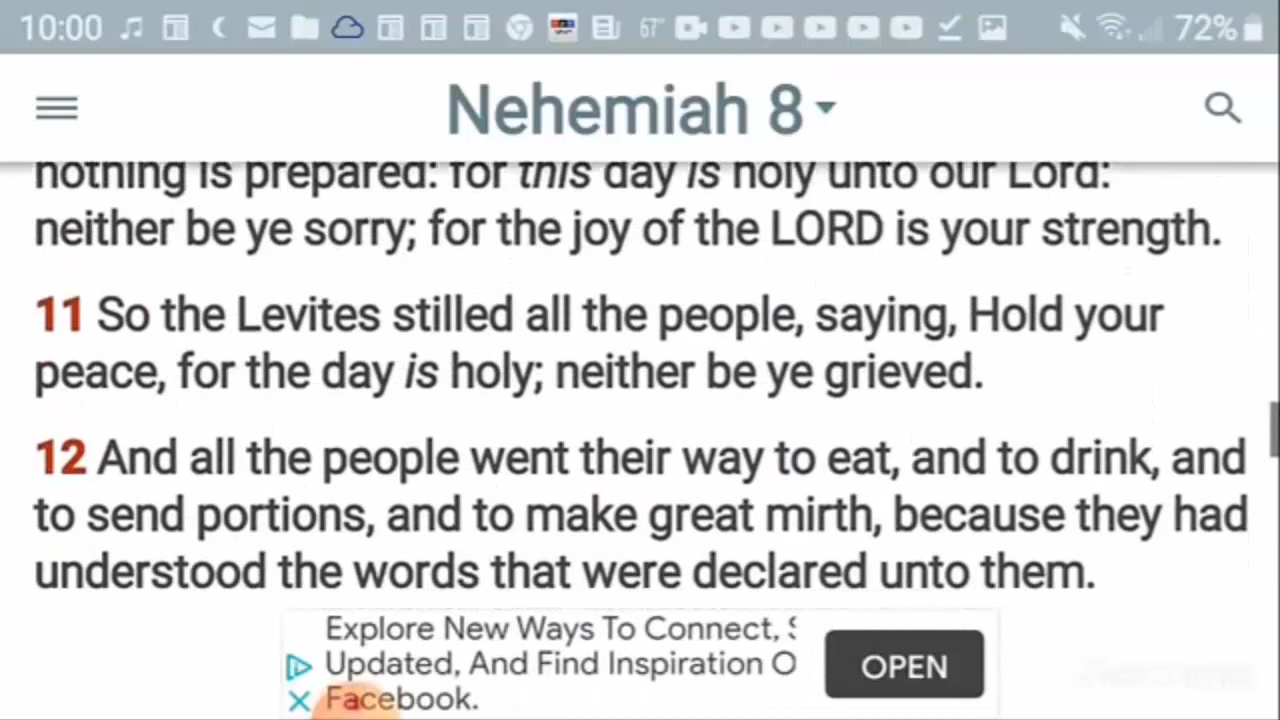 10:00 67° 72%
Nehemiah 8
nothing is prepared: for this day is holy unto our Lord:
neither be ye sorry; for the joy of the LORD is your strength.
11 So the Levites stilled all the people, saying, Hold your
peace, for the day is holy; neither be ye grieved.
12 And all the people went their way to eat, and to drink, and
to send portions, and to make great mirth, because they had
understood the words that were declared unto them.
Explore New Ways To Connect,
Updated, And Find Inspiration O
Facebook.
OPEN